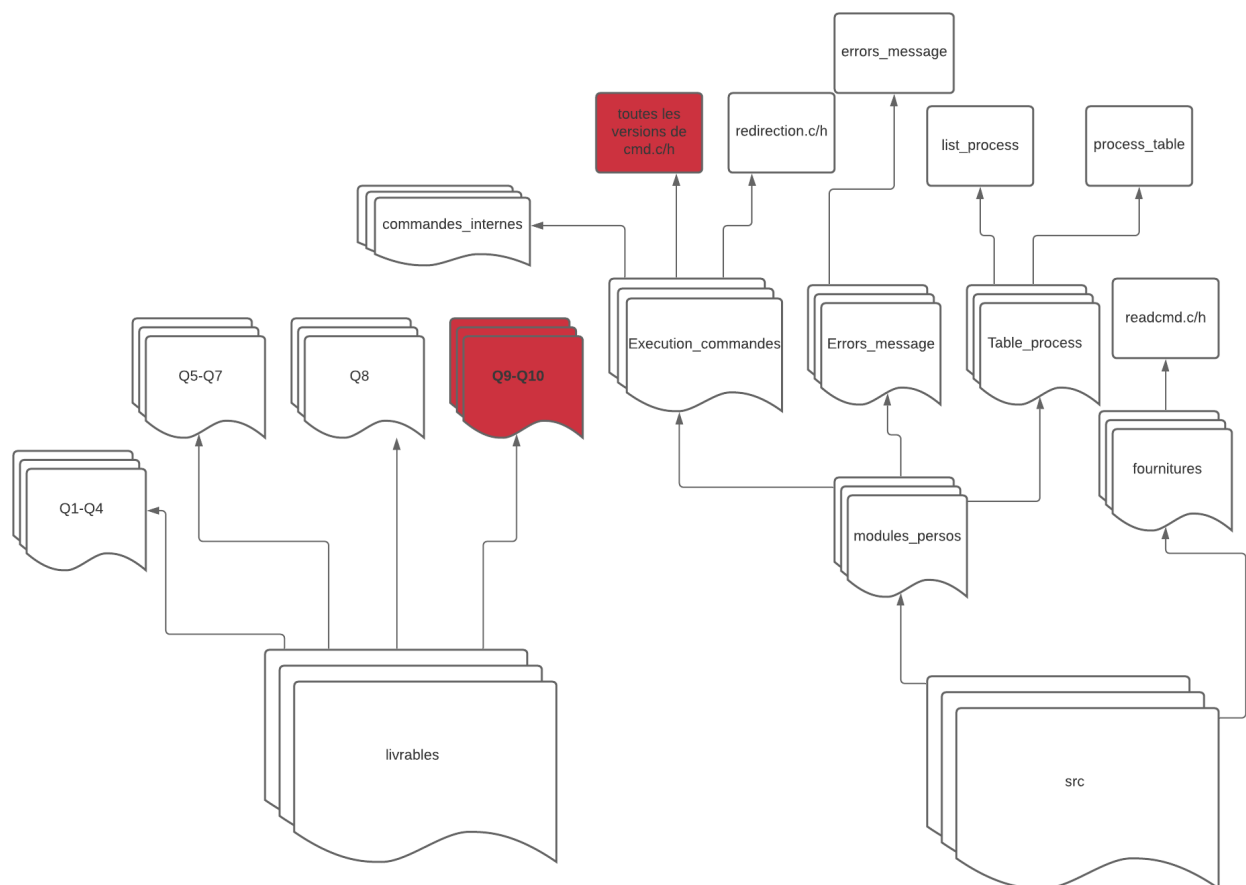 errors_message
toutes les
versions de
cmd.c/h
redirection.c/h
list_process
process_table
commandes_internes
readcmd.c/h
Execution_commandes
Errors_message
Table_process
Q5-Q7
Q8
Q9-Q10
fournitures
Q1-Q4
modules_persos
livrables
src